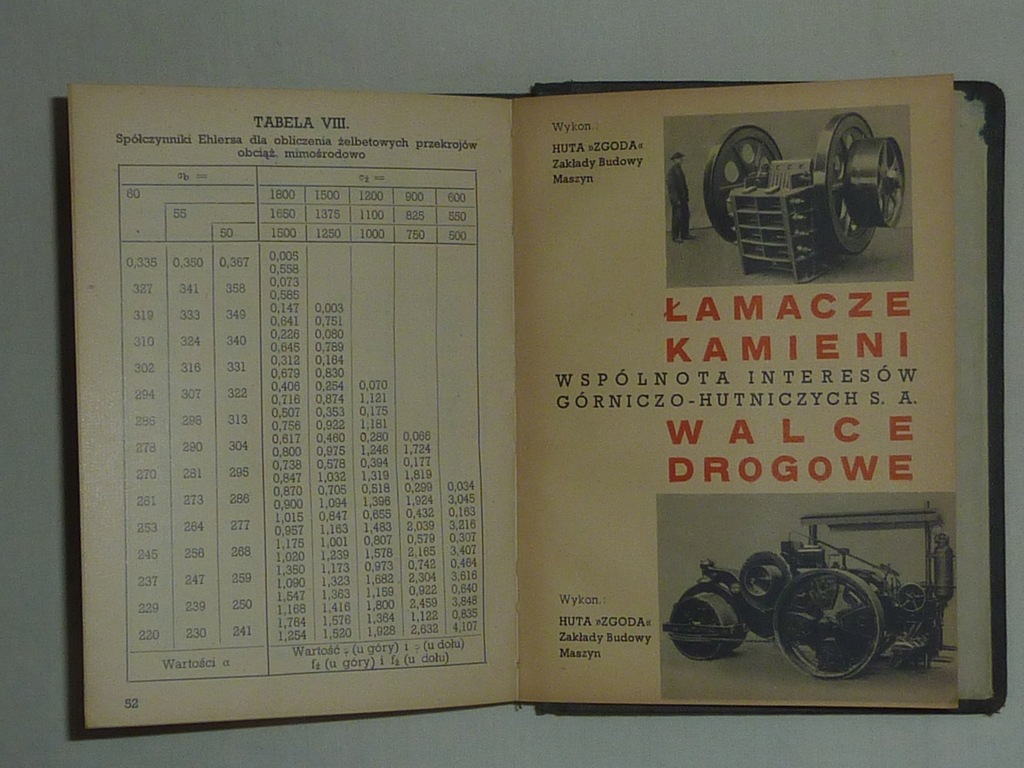 TABELA VIII.
Spółczynniki Ehlersa dla obliczenia żelbetowych przekrojów
obciąż. mimośrodowo
σb = σż =
60 1800 1500 1200 900 600
55 1650 1375 1100 825 550
50 1500 1250 1000 750 500
0,335 0,350 0,367 0,005
0,558
327 341 358 0,073
0,585
319 333 349 0,147 0,003
0,641 0,751
310 324 340 0,226 0,080
0,645 0,789
302 316 331 0,312 0,164
0,679 0,830
294 307 322 0,406 0,254 0,070
0,716 0,874 1,121
286 298 313 0,507 0,353 0,175
0,756 0,922 1,181
278 290 304 0,617 0,460 0,280 0,066
0,800 0,975 1,246 1,724
270 281 295 0,738 0,578 0,394 0,177
0,847 1,032 1,319 1,819
261 273 286 0,870 0,705 0,518 0,299 0,034
0,900 1,094 1,396 1,924 3,045
253 264 277 1,015 0,847 0,655 0,432 0,163
0,957 1,163 1,483 2,039 3,216
245 256 268 1,175 1,001 0,807 0,579 0,307
1,020 1,239 1,578 2,165 3,407
237 247 259 1,350 1,173 0,973 0,742 0,464
1,090 1,323 1,682 2,304 3,616
229 239 250 1,547 1,363 1,159 0,922 0,640
1,168 1,416 1,800 2,459 3,848
220 230 241 1,764 1,576 1,364 1,122 0,835
1,254 1,520 1,928 2,632 4,107
Wartości α Wartość (u góry) i (u dołu)
fż (u góry) i fż (u dołu)
52
Wykon.:
HUTA »ZGODA«
Zakłady Budowy
Maszyn
ŁAMACZE
KAMIENI
WSPÓLNOTA INTERESÓW
GÓRNICZO-HUTNICZYCH S. A.
WALCE
DROGOWE
Wykon.:
HUTA »ZGODA«
Zakłady Budowy
Maszyn